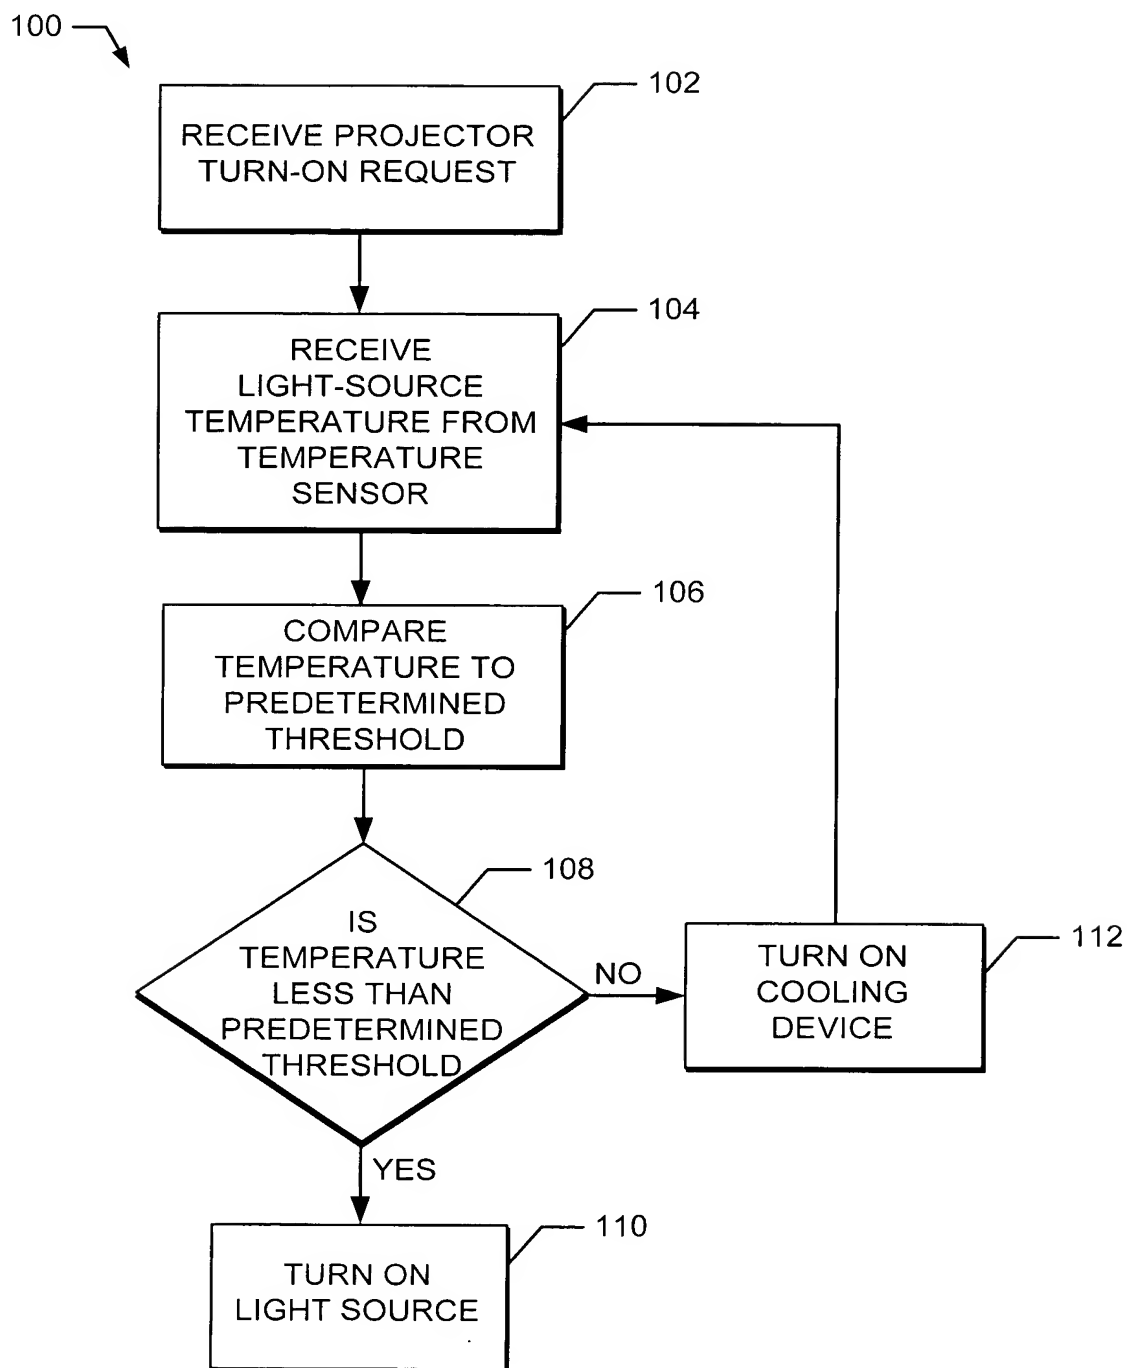 100
102
RECEIVE PROJECTOR
TURN-ON REQUEST
104
RECEIVE
LIGHT-SOURCE
TEMPERATURE FROM
TEMPERATURE
SENSOR
106
COMPARE
TEMPERATURE TO
PREDETERMINED
THRESHOLD
108
IS
TEMPERATURE
LESS THAN
PREDETERMINED
THRESHOLD
NO
112
TURN ON
COOLING
DEVICE
YES
110
TURN ON
LIGHT SOURCE